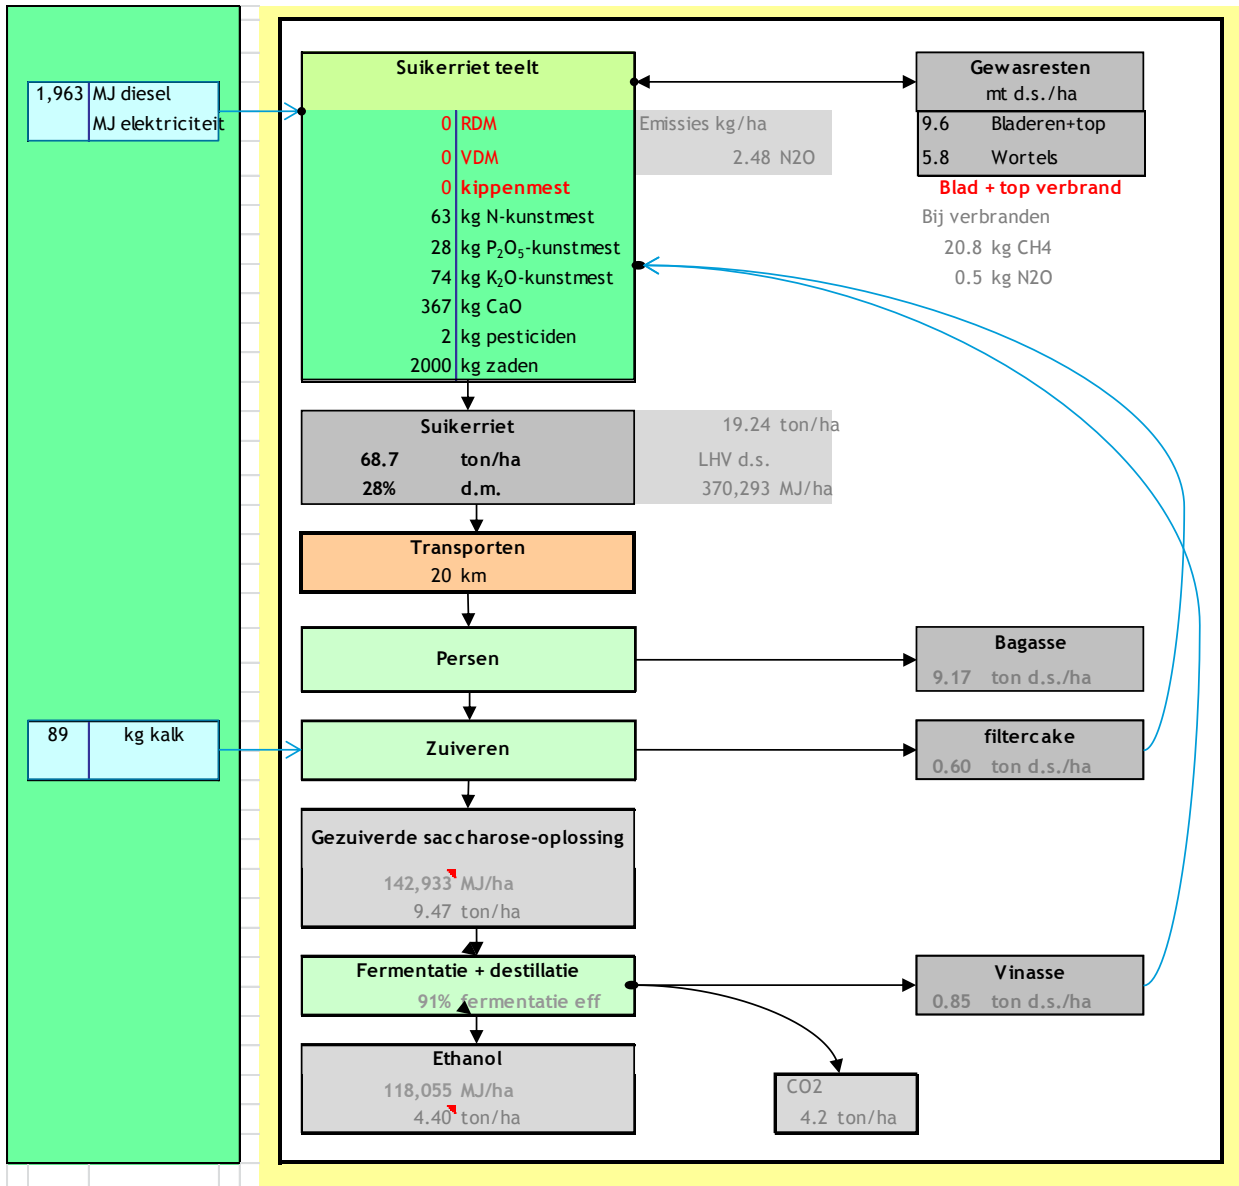 1,963 MJ diesel
MJ elektriciteit
Suikerriet teelt
0 RDM
0 VDM
0 kippenmest
63 kg N-kunstmest
28 kg P₂O₅-kunstmest
74 kg K₂O-kunstmest
367 kg CaO
2 kg pesticiden
2000 kg zaden
Emissies kg/ha
2.48 N2O
Gewasresten
mt d.s./ha
9.6 Bladeren+top
5.8 Wortels
Blad + top verbrand
Bij verbranden
20.8 kg CH4
0.5 kg N2O
Suikerriet
68.7 ton/ha
28% d.m.
19.24 ton/ha
LHV d.s.
370,293 MJ/ha
Transporten
20 km
Persen
Bagasse
9.17 ton d.s./ha
89 kg kalk
Zuiveren
filtercake
0.60 ton d.s./ha
Gezuiverde saccharose-oplossing
142,933 MJ/ha
9.47 ton/ha
Fermentatie + destillatie
91% fermentatie eff
Vinasse
0.85 ton d.s./ha
Ethanol
118,055 MJ/ha
4.40 ton/ha
CO2
4.2 ton/ha